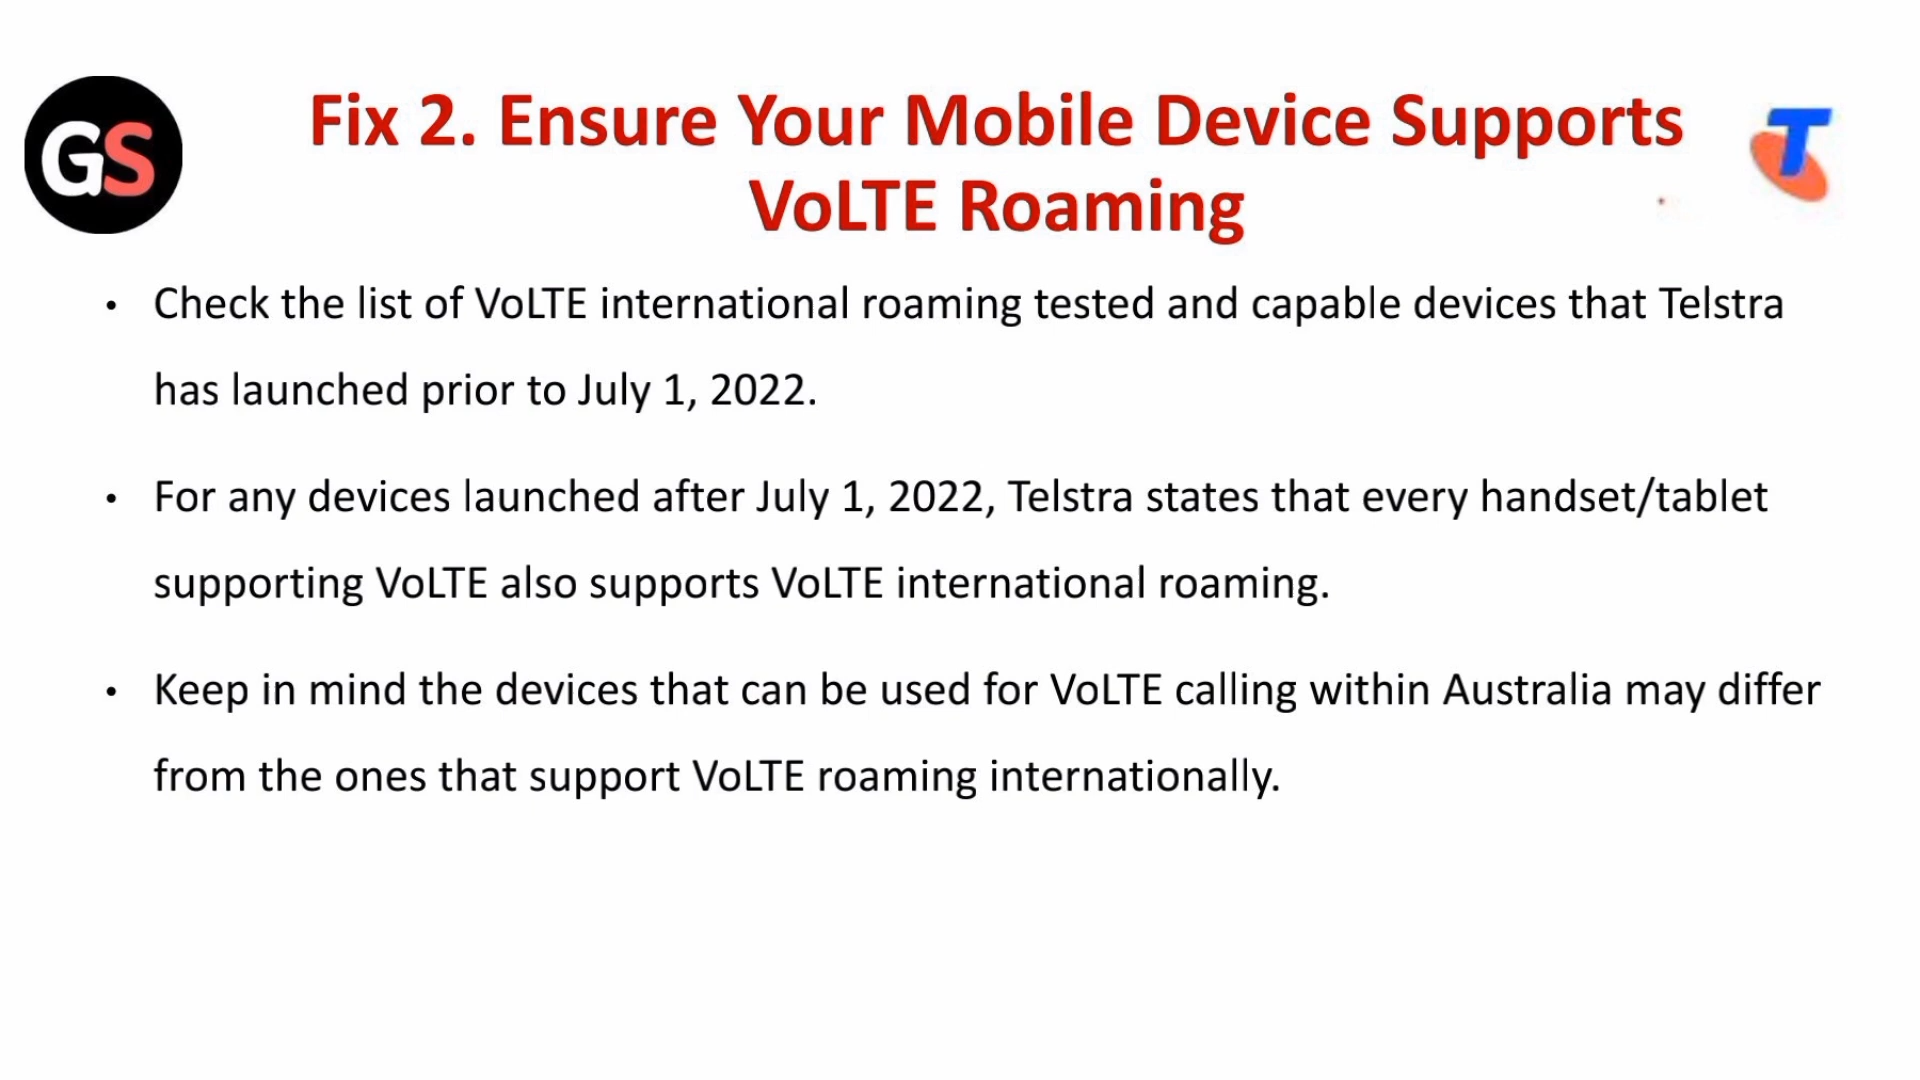 GS
Fix 2. Ensure Your Mobile Device Supports
VoLTE Roaming
T
• Check the list of VoLTE international roaming tested and capable devices that Telstra
has launched prior to July 1, 2022.
• For any devices launched after July 1, 2022, Telstra states that every handset/tablet
supporting VoLTE also supports VoLTE international roaming.
• Keep in mind the devices that can be used for VoLTE calling within Australia may differ
from the ones that support VoLTE roaming internationally.